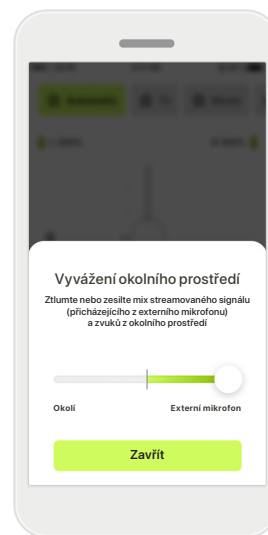 Vyvážení okolního prostředí
Ztlumte nebo zesilte mix streamovaného signálu
(přicházejícího z externího mikrofonu)
a zvuků z okolního prostředí
Okolí
Externí mikrofon
Zavřít